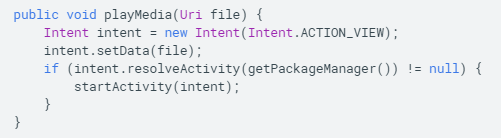 public void playMedia(Uri file) {
    Intent intent = new Intent(Intent.ACTION_VIEW);
    intent.setData(file);
    if (intent.resolveActivity(getPackageManager()) != null) {
        startActivity(intent);
    }
}